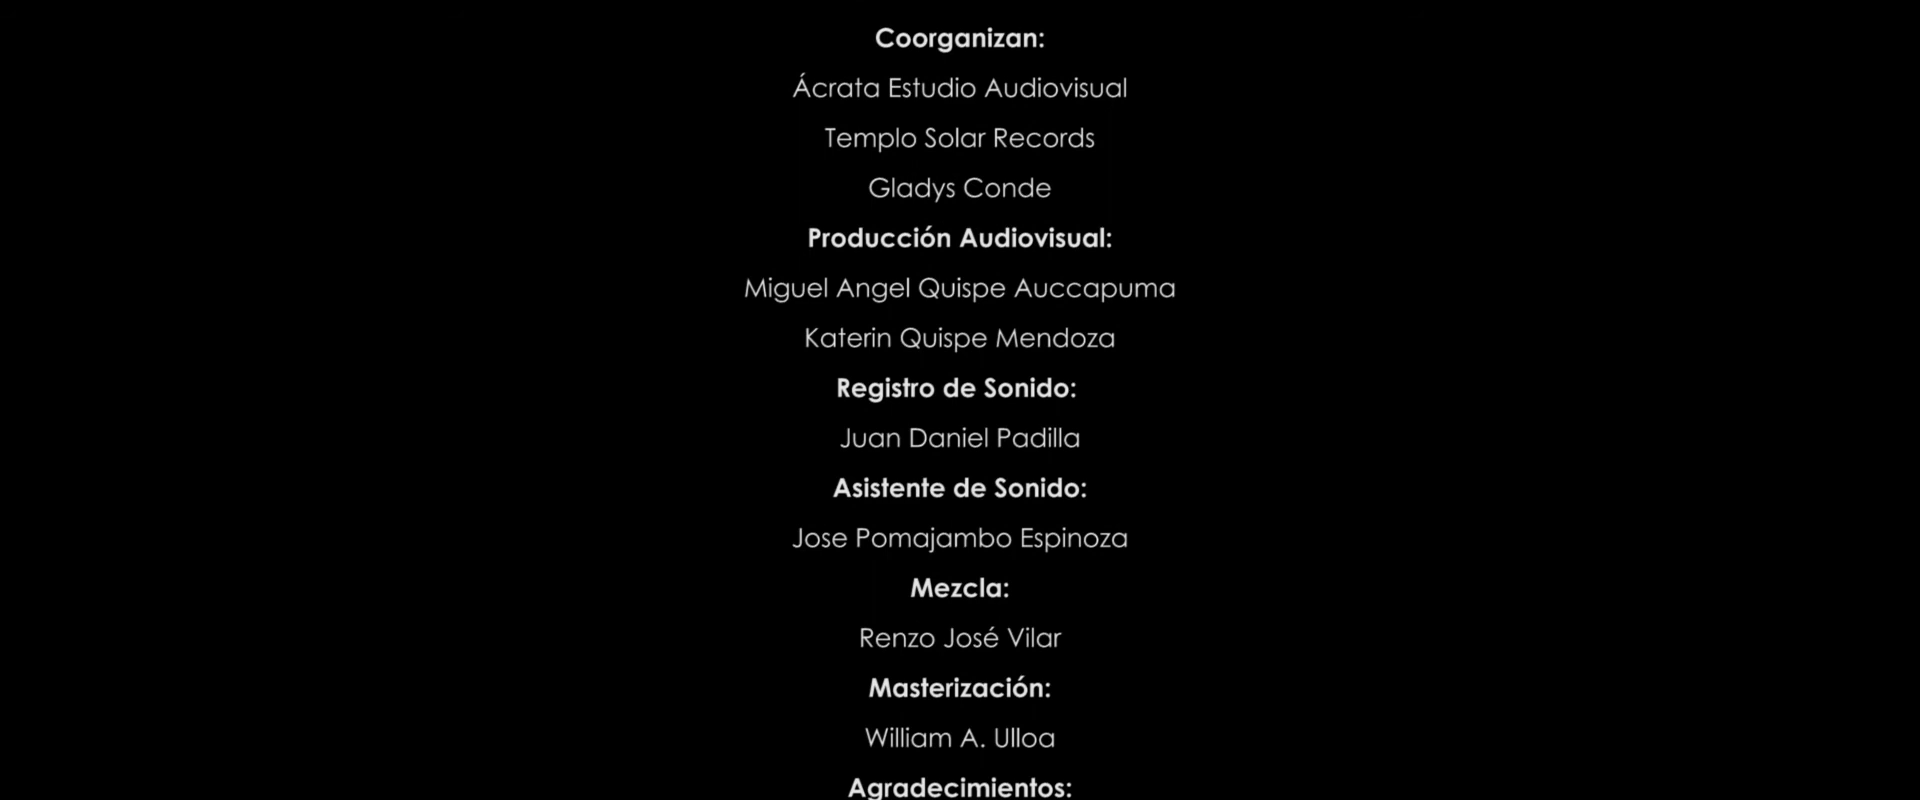 Coorganizan:
Ácrata Estudio Audiovisual
Templo Solar Records
Gladys Conde
Producción Audiovisual:
Miguel Angel Quispe Auccapuma
Katerin Quispe Mendoza
Registro de Sonido:
Juan Daniel Padilla
Asistente de Sonido:
Jose Pomajambo Espinoza
Mezcla:
Renzo José Vilar
Masterización:
William A. Ulloa
Agradecimientos: